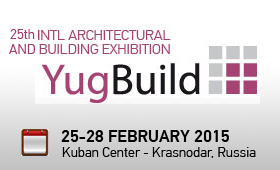 25th INTL ARCHITECTURAL
AND BUILDING EXHIBITION
YugBuild
25-28 FEBRUARY 2015
Kuban Center - Krasnodar, Russia